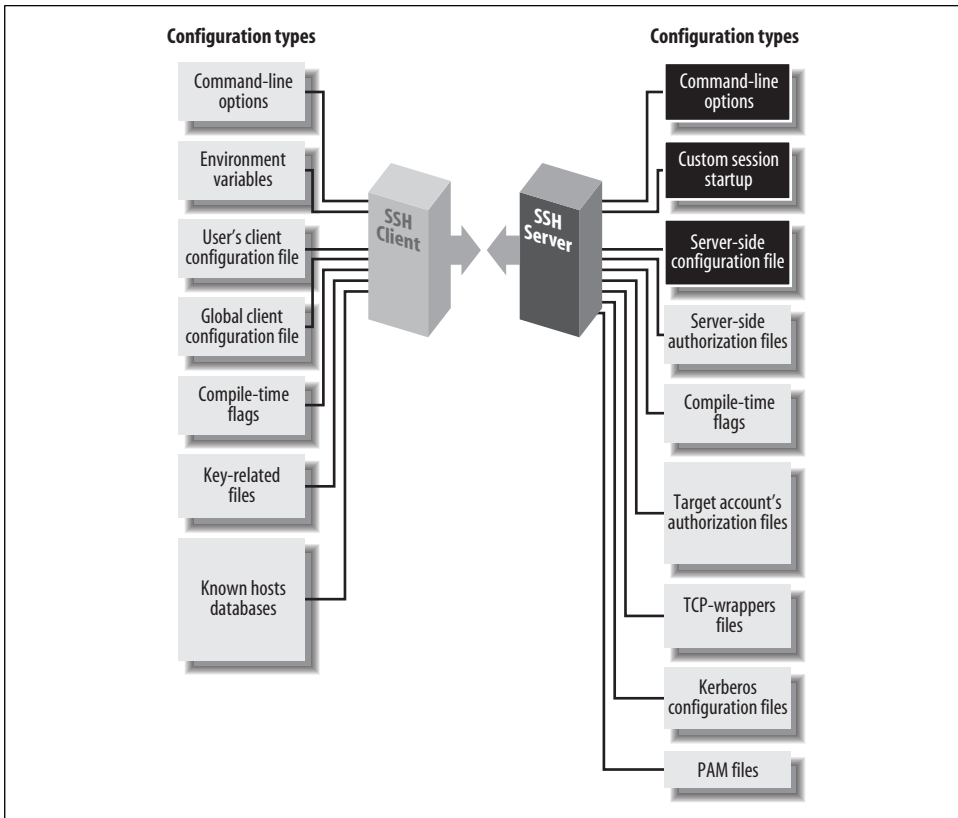 Configuration types
Command-line
options
Environment
variables
User's client
configuration file
Global client
configuration file
Compile-time
flags
Key-related
files
Known hosts
databases
SSH
Client
SSH
Server
Configuration types
Command-line
options
Custom session
startup
Server-side
configuration file
Server-side
authorization files
Compile-time
flags
Target account's
authorization files
TCP-wrappers
files
Kerberos
configuration files
PAM files